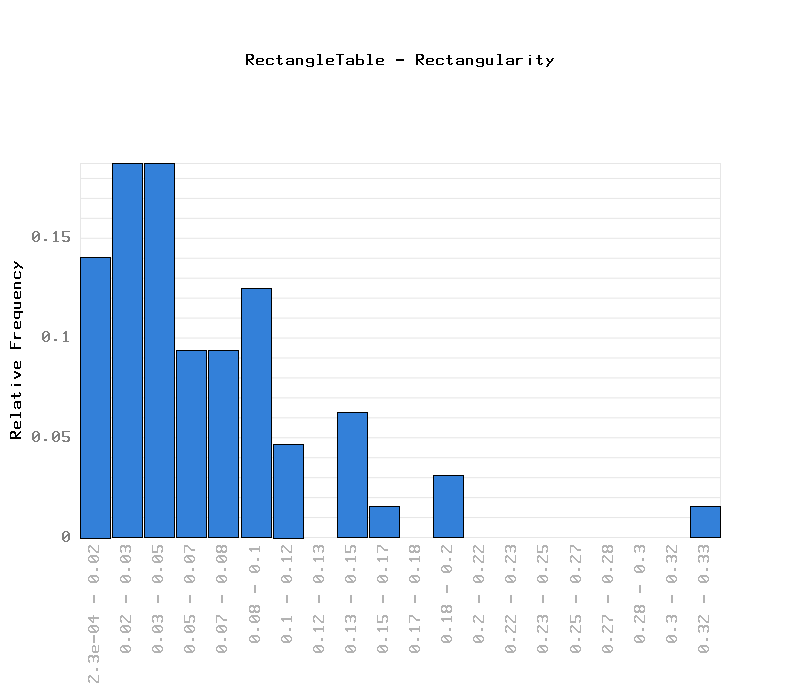 RectangleTable - Rectangularity
Relative Frequency
0.15
0.1
0.05
0
2.3e-04 - 0.02
0.02 - 0.03
0.03 - 0.05
0.05 - 0.07
0.07 - 0.08
0.08 - 0.1
0.1 - 0.12
0.12 - 0.13
0.13 - 0.15
0.15 - 0.17
0.17 - 0.18
0.18 - 0.2
0.2 - 0.22
0.22 - 0.23
0.23 - 0.25
0.25 - 0.27
0.27 - 0.28
0.28 - 0.3
0.3 - 0.32
0.32 - 0.33